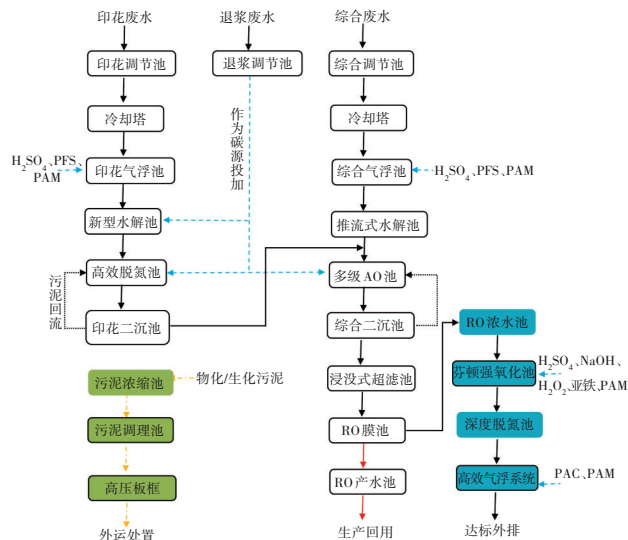 印花废水
退浆废水
综合废水
印花调节池
退浆调节池
综合调节池
冷却塔
冷却塔
作为碳源投加
H₂SO₄、PFS、
PAM
印花气浮池
综合气浮池
H₂SO₄、PFS、PAM
新型水解池
推流式水解池
污泥回流
高效脱氮池
多级AO池
印花二沉池
综合二沉池
RO浓水池
污泥浓缩池
物化/生化污泥
浸没式超滤池
芬顿强氧化池
H₂SO₄、NaOH、
H₂O₂、亚铁、PAM
污泥调理池
RO膜池
深度脱氮池
高压板框
RO产水池
高效气浮系统
PAC、PAM
外运处置
生产回用
达标外排